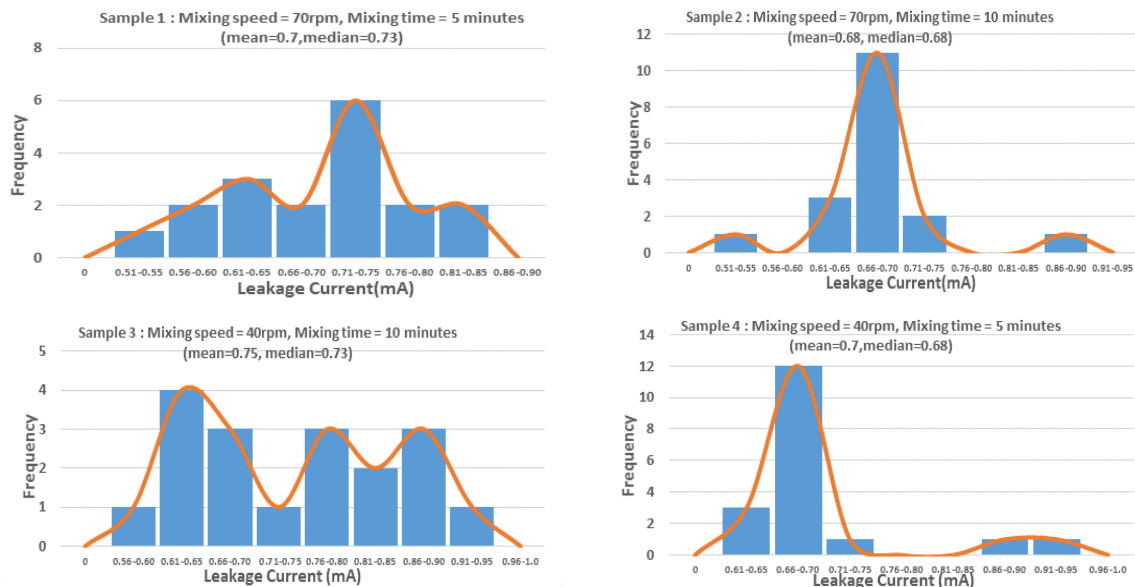 Sample 1 : Mixing speed = 70rpm, Mixing time = 5 minutes
(mean=0.7,median=0.73)
Frequency
8
6
4
2
0
0 0.51-0.55 0.56-0.60 0.61-0.65 0.66-0.70 0.71-0.75 0.76-0.80 0.81-0.85 0.86-0.90
Leakage Current(mA)
Sample 2 : Mixing speed = 70rpm, Mixing time = 10 minutes
(mean=0.68, median=0.68)
Frequency
12
10
8
6
4
2
0
0 0.51-0.55 0.56-0.60 0.61-0.65 0.66-0.70 0.71-0.75 0.76-0.80 0.81-0.85 0.86-0.90 0.91-0.95
Leakage Current(mA)
Sample 3 : Mixing speed = 40rpm, Mixing time = 10 minutes
(mean=0.75, median=0.73)
Frequency
5
4
3
2
1
0
0 0.56-0.60 0.61-0.65 0.66-0.70 0.71-0.75 0.76-0.80 0.81-0.85 0.86-0.90 0.91-0.95 0.96-1.0
Leakage Current (mA)
Sample 4 : Mixing speed = 40rpm, Mixing time = 5 minutes
(mean=0.7,median=0.68)
Frequency
14
12
10
8
6
4
2
0
0 0.61-0.65 0.66-0.70 0.71-0.75 0.76-0.80 0.81-0.85 0.86-0.90 0.91-0.95 0.96-1.0
Leakage Current (mA)